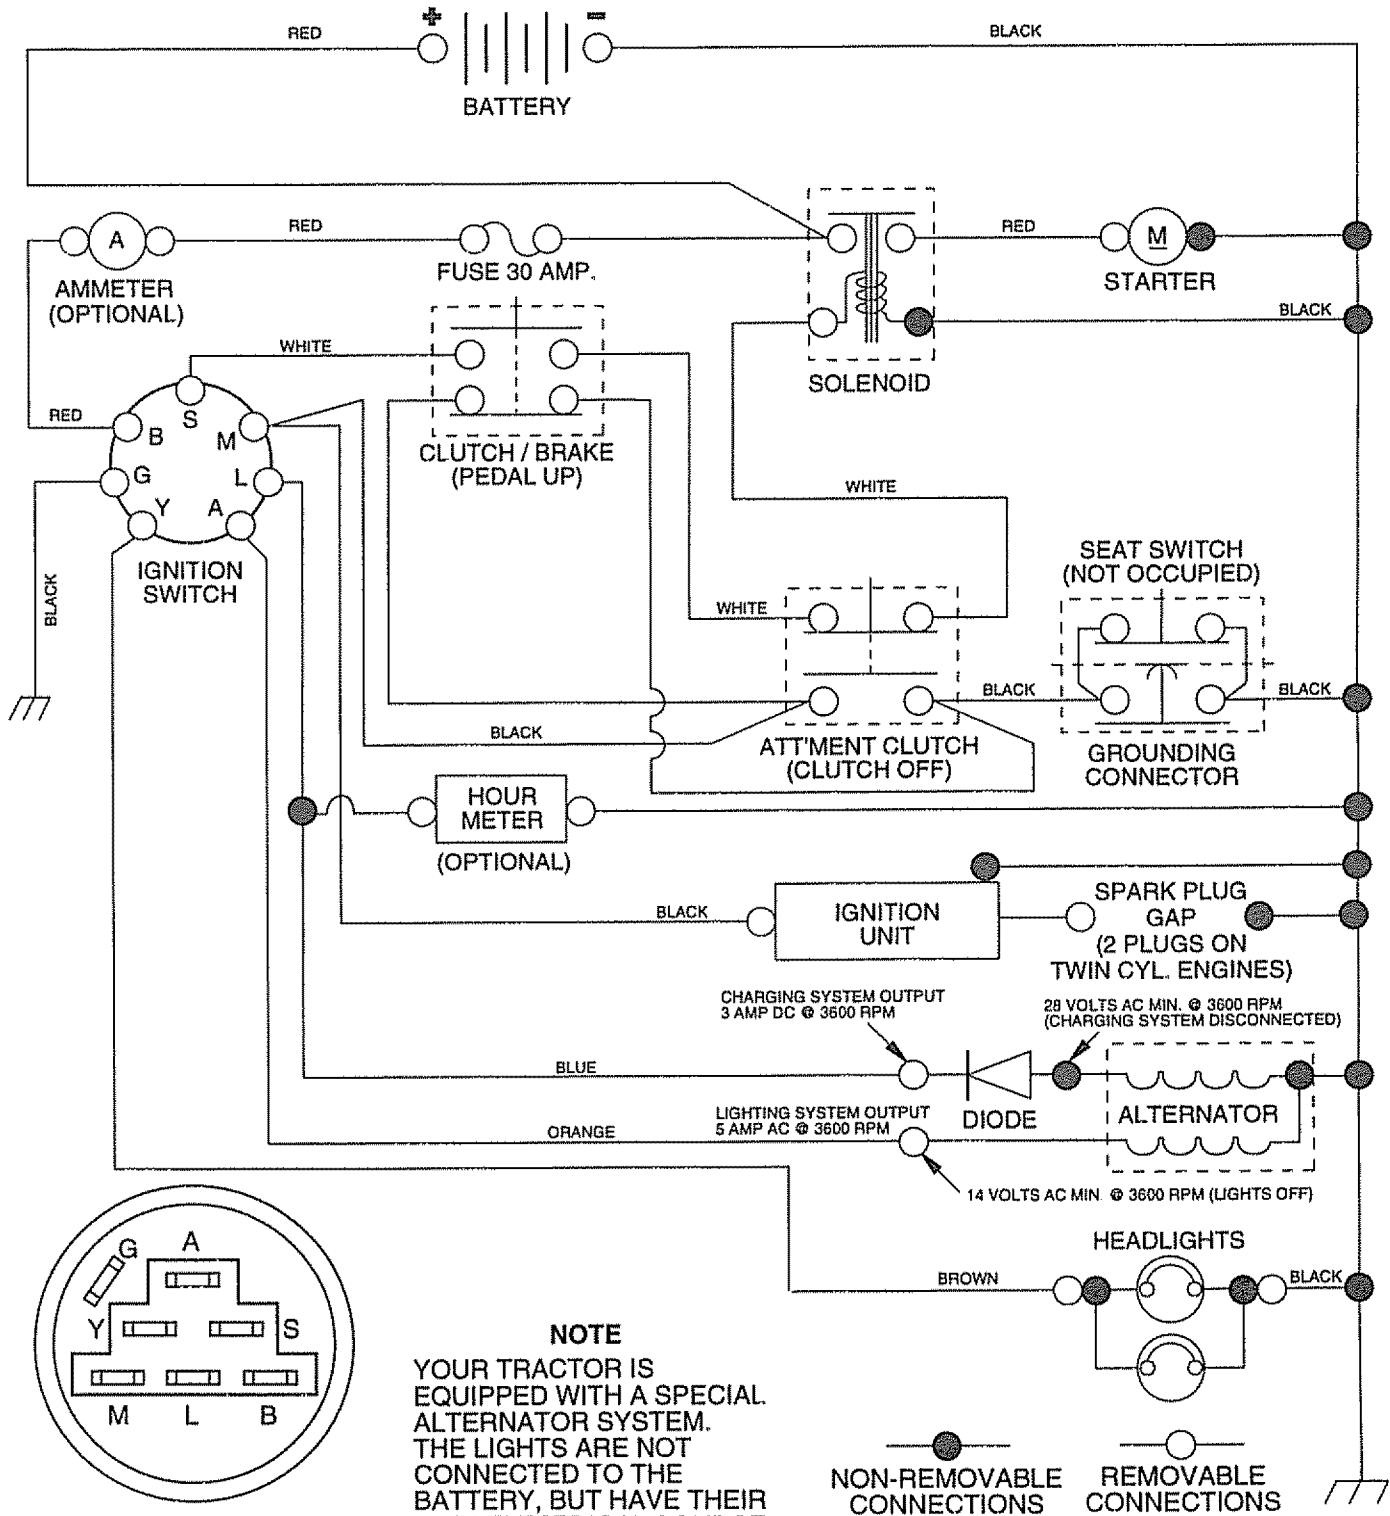 +
-
RED
BLACK
BATTERY
A
RED
RED
M
FUSE 30 AMP.
STARTER
AMMETER
(OPTIONAL)
BLACK
WHITE
SOLENOID
RED
S
B
M
CLUTCH / BRAKE
(PEDAL UP)
G
L
WHITE
Y
A
SEAT SWITCH
(NOT OCCUPIED)
IGNITION
SWITCH
BLACK
WHITE
BLACK
BLACK
BLACK
ATT'MENT CLUTCH
(CLUTCH OFF)
GROUNDING
CONNECTOR
HOUR
METER
(OPTIONAL)
BLACK
IGNITION
UNIT
SPARK PLUG
GAP
(2 PLUGS ON
TWIN CYL. ENGINES)
CHARGING SYSTEM OUTPUT
3 AMP DC @ 3600 RPM
28 VOLTS AC MIN. @ 3600 RPM
(CHARGING SYSTEM DISCONNECTED)
BLUE
DIODE
ALTERNATOR
LIGHTING SYSTEM OUTPUT
5 AMP AC @ 3600 RPM
ORANGE
14 VOLTS AC MIN. @ 3600 RPM (LIGHTS OFF)
HEADLIGHTS
BROWN
BLACK
G
A
Y
S
M
L
B
NOTE
YOUR TRACTOR IS
EQUIPPED WITH A SPECIAL
ALTERNATOR SYSTEM.
THE LIGHTS ARE NOT
CONNECTED TO THE
BATTERY, BUT HAVE THEIR
NON-REMOVABLE
CONNECTIONS
REMOVABLE
CONNECTIONS